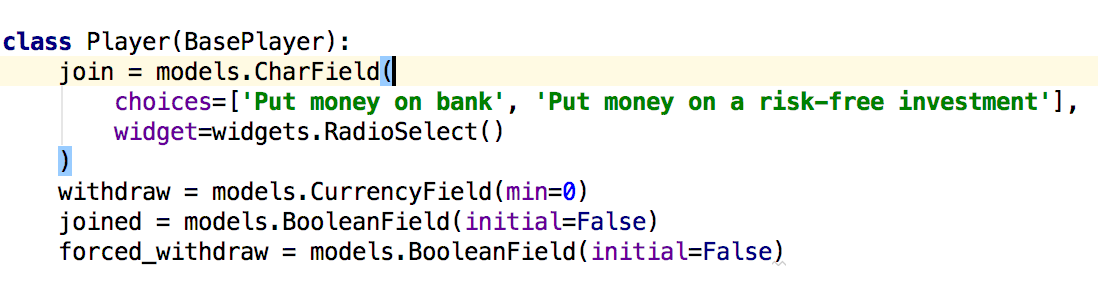 class Player(BasePlayer):
    join = models.CharField(
        choices=['Put money on bank', 'Put money on a risk-free investment'],
        widget=widgets.RadioSelect()
    )
    withdraw = models.CurrencyField(min=0)
    joined = models.BooleanField(initial=False)
    forced_withdraw = models.BooleanField(initial=False)